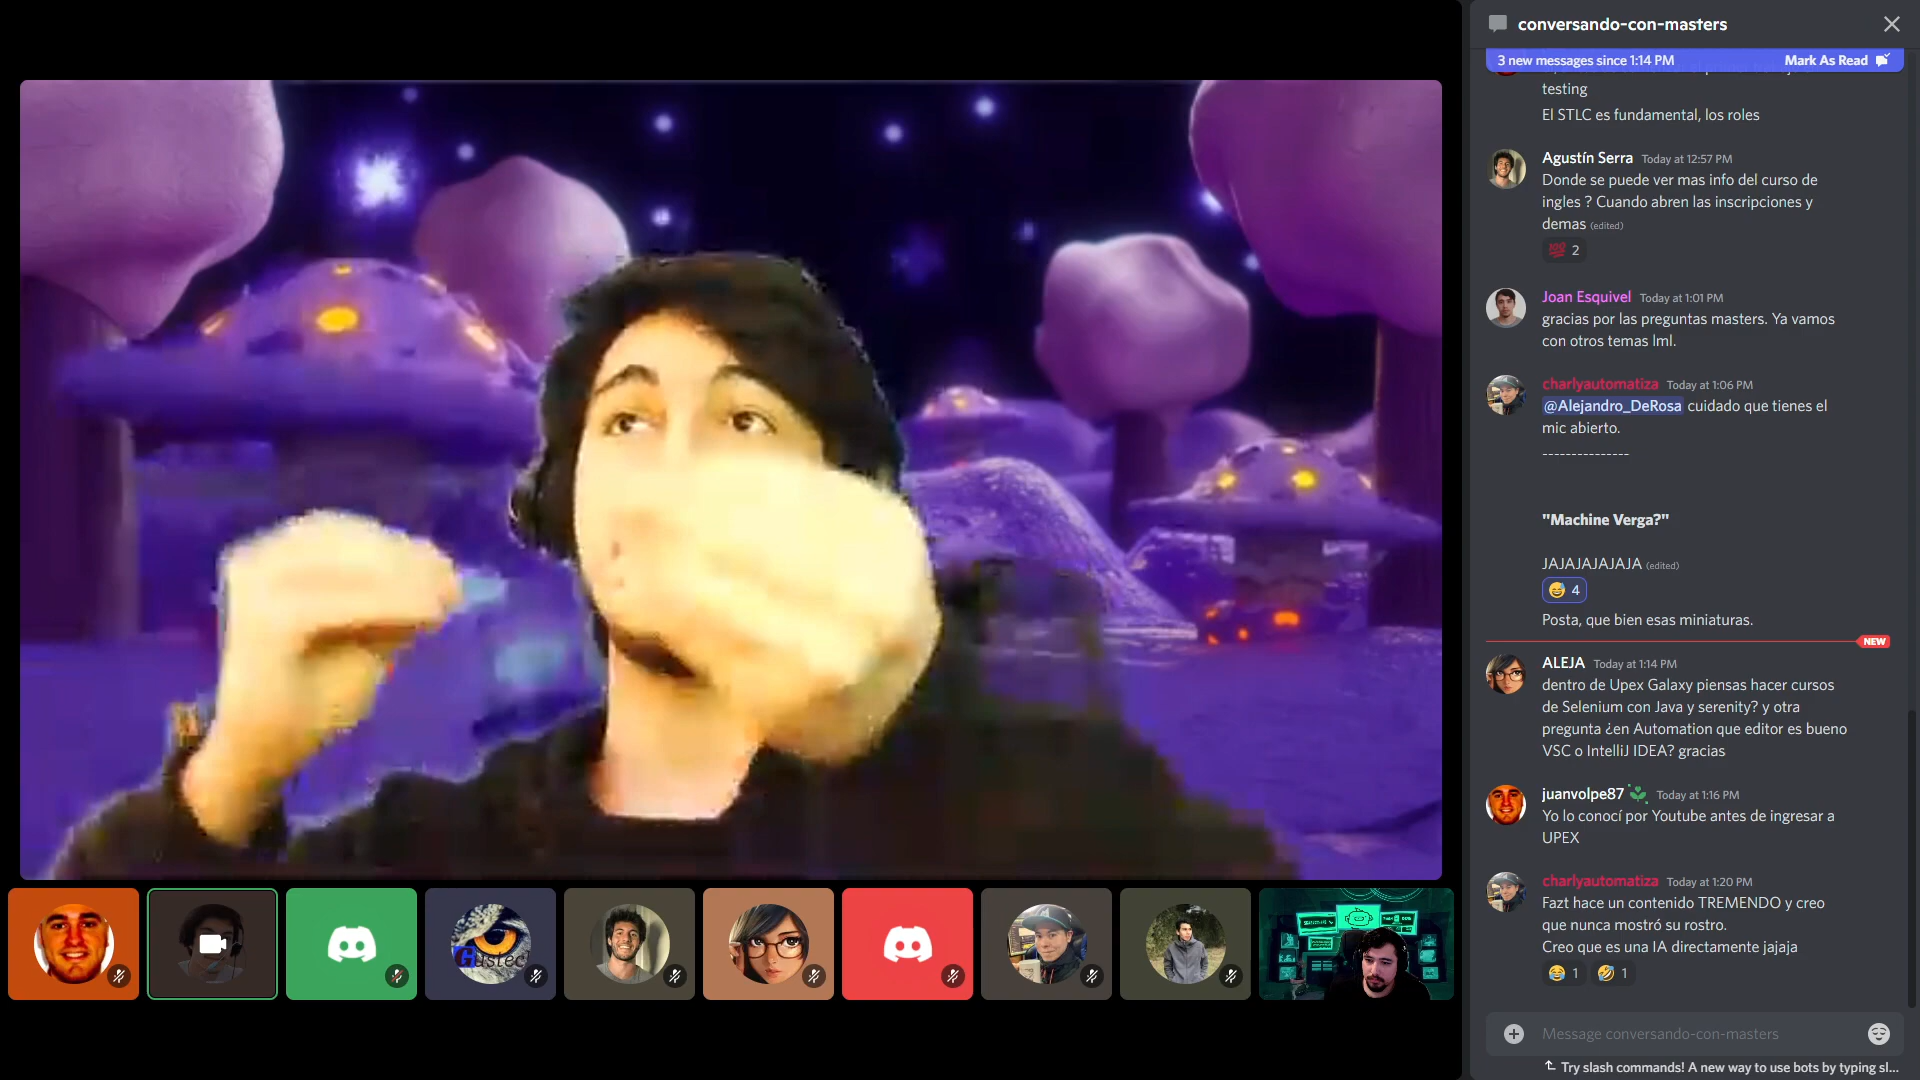 conversando-con-masters
3 new messages since 1:14 PM
Mark As Read
testing
El STLC es fundamental, los roles
Agustín Serra Today at 12:57 PM
Donde se puede ver mas info del curso de
ingles ? Cuando abren las inscripciones y
demas (edited)
2
Joan Esquivel Today at 1:01 PM
gracias por las preguntas masters. Ya vamos
con otros temas lml.
charlyautomatiza Today at 1:06 PM
@Alejandro_DeRosa cuidado que tienes el
mic abierto.
---------------
"Machine Verga?"
JAJAJAJAJAJA (edited)
4
Posta, que bien esas miniaturas.
NEW
ALEJA Today at 1:14 PM
dentro de Upex Galaxy piensas hacer cursos
de Selenium con Java y serenity? y otra
pregunta ¿en Automation que editor es bueno
VSC o IntelliJ IDEA? gracias
juanvolpe87 Today at 1:16 PM
Yo lo conocí por Youtube antes de ingresar a
UPEX
charlyautomatiza Today at 1:20 PM
Fazt hace un contenido TREMENDO y creo
que nunca mostró su rostro.
Creo que es una IA directamente jajaja
1 1
Message conversando-con-masters
Try slash commands! A new way to use bots by typing sl...